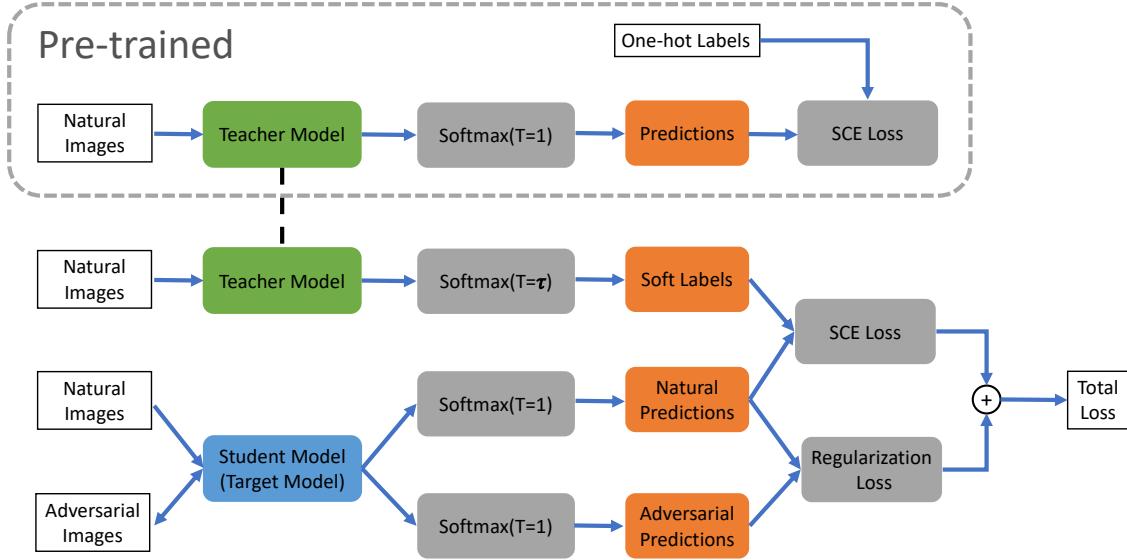 Pre-trained
One-hot Labels
Natural
Images
Teacher Model
Softmax(T=1)
Predictions
SCE Loss
Natural
Images
Teacher Model
Softmax(T=τ)
Soft Labels
SCE Loss
Natural
Images
Softmax(T=1)
Natural
Predictions
+
Total
Loss
Student Model
(Target Model)
Regularization
Loss
Adversarial
Images
Softmax(T=1)
Adversarial
Predictions